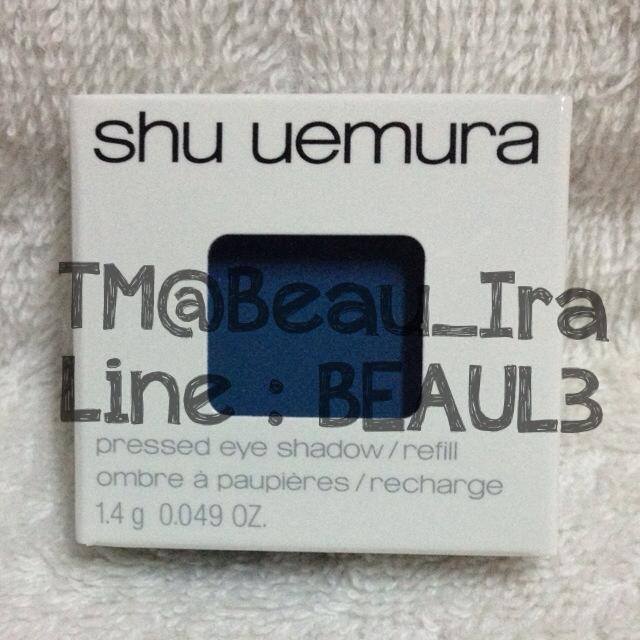 shu uemura
TM@Beau_Ira
Line : BEAUL3
pressed eye shadow/refill
ombre à paupières/recharge
1.4 g 0.049 OZ.